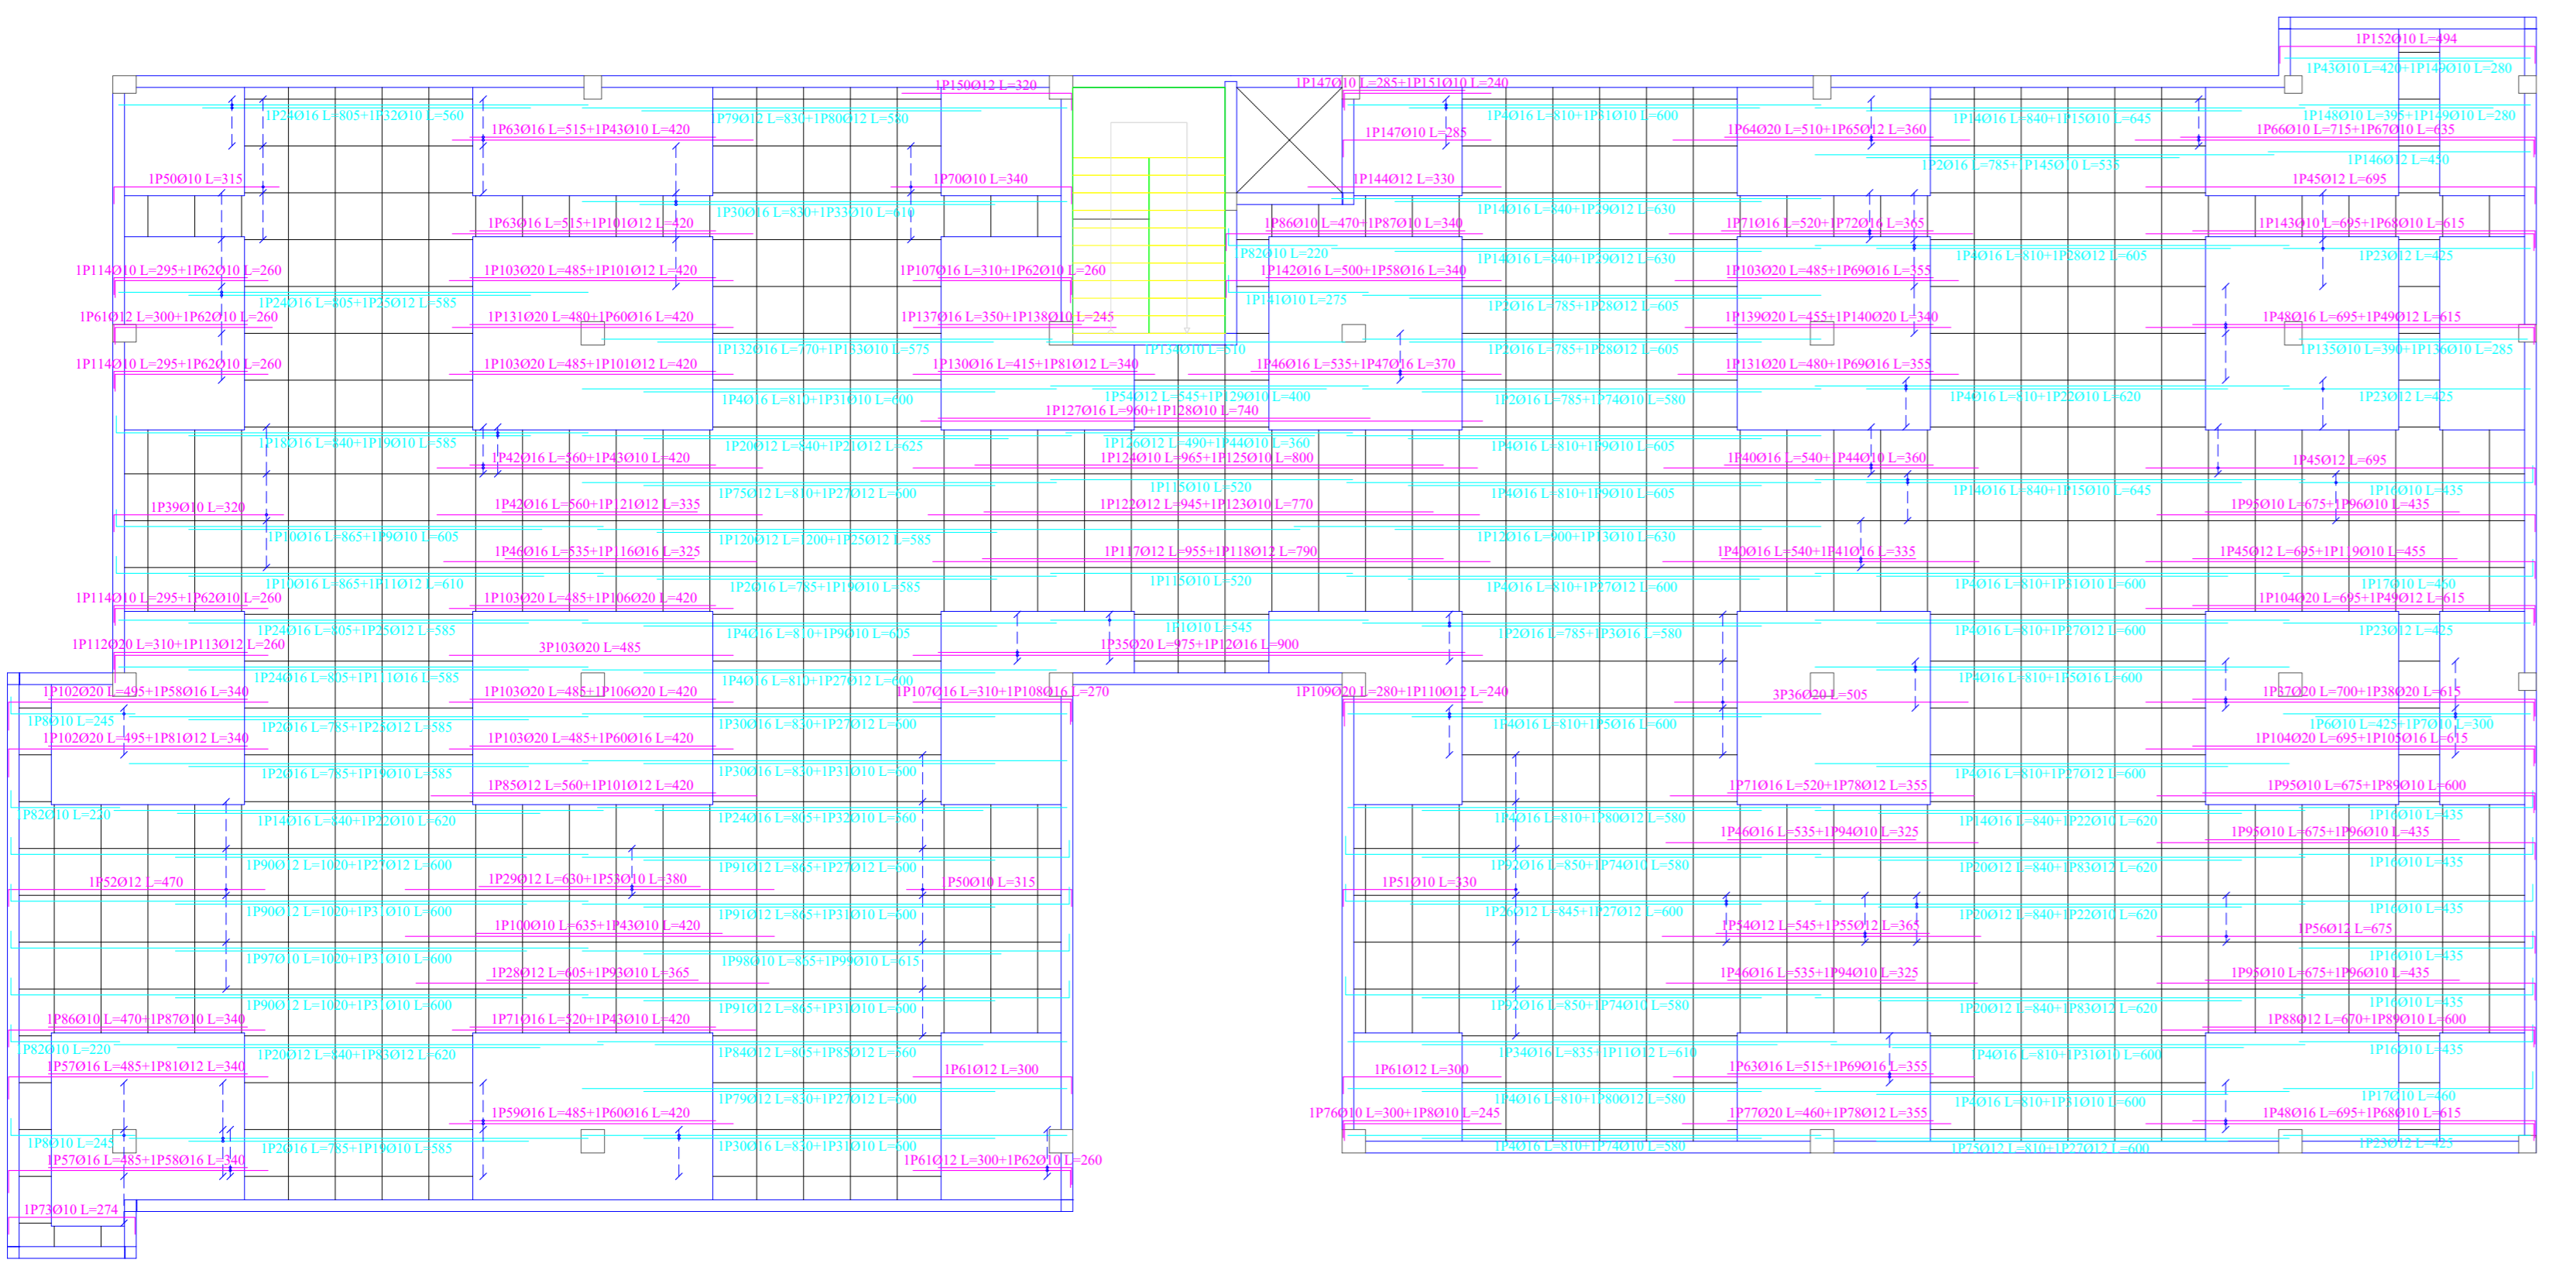 1P152Ø10 L=494
1P43Ø10 L=420+1P149Ø10 L=280
1P150Ø12 L=320
1P147Ø10 L=285+1P151Ø10 L=240
1P24Ø16 L=805+1P32Ø10 L=560
1P79Ø12 L=830+1P80Ø12 L=580
1P4Ø16 L=810+1P31Ø10 L=600
1P14Ø16 L=840+1P15Ø10 L=645
1P148Ø10 L=395+1P149Ø10 L=280
1P63Ø16 L=515+1P43Ø10 L=420
1P147Ø10 L=285
1P64Ø20 L=510+1P65Ø12 L=360
1P66Ø10 L=715+1P67Ø10 L=635
1P2Ø16 L=785+1P145Ø10 L=535
1P146Ø12 L=450
1P50Ø10 L=315
1P70Ø10 L=340
1P144Ø12 L=330
1P45Ø12 L=695
1P30Ø16 L=830+1P33Ø10 L=610
1P14Ø16 L=840+1P29Ø12 L=630
1P63Ø16 L=515+1P101Ø12 L=420
1P86Ø10 L=470+1P87Ø10 L=340
1P71Ø16 L=520+1P72Ø16 L=365
1P143Ø10 L=695+1P68Ø10 L=615
1P82Ø10 L=220
1P14Ø16 L=840+1P29Ø12 L=630
1P8Ø16 L=810+1P28Ø12 L=605
1P23Ø12 L=425
1P114Ø10 L=295+1P62Ø10 L=260
1P103Ø20 L=485+1P101Ø12 L=420
1P107Ø16 L=310+1P62Ø10 L=260
1P142Ø16 L=500+1P58Ø16 L=340
1P103Ø20 L=485+1P69Ø16 L=355
1P24Ø16 L=805+1P25Ø12 L=585
1P141Ø10 L=275
1P2Ø16 L=785+1P28Ø12 L=605
1P61Ø12 L=300+1P62Ø10 L=260
1P131Ø20 L=480+1P60Ø16 L=420
1P137Ø16 L=350+1P138Ø10 L=245
1P139Ø20 L=455+1P140Ø20 L=340
1P48Ø16 L=695+1P49Ø12 L=615
1P132Ø16 L=770+1P133Ø10 L=575
1P134Ø10 L=510
1P2Ø16 L=785+1P28Ø12 L=605
1P135Ø10 L=390+1P136Ø10 L=285
1P114Ø10 L=295+1P62Ø10 L=260
1P103Ø20 L=485+1P101Ø12 L=420
1P130Ø16 L=415+1P81Ø12 L=340
1P46Ø16 L=535+1P47Ø16 L=370
1P131Ø20 L=480+1P69Ø16 L=355
1P4Ø16 L=810+1P31Ø10 L=600
1P54Ø12 L=545+1P129Ø10 L=400
1P2Ø16 L=785+1P74Ø10 L=580
1P4Ø16 L=810+1P22Ø10 L=620
1P23Ø12 L=425
1P127Ø16 L=960+1P128Ø10 L=740
1P18Ø16 L=840+1P19Ø10 L=585
1P20Ø12 L=840+1P21Ø12 L=625
1P126Ø12 L=490+1P44Ø10 L=360
1P4Ø16 L=810+1P9Ø10 L=605
1P42Ø16 L=560+1P43Ø10 L=420
1P124Ø10 L=965+1P125Ø10 L=800
1P40Ø16 L=540+1P44Ø10 L=360
1P45Ø12 L=695
1P75Ø12 L=810+1P27Ø12 L=600
1P115Ø10 L=520
1P4Ø16 L=810+1P9Ø10 L=605
1P14Ø16 L=840+1P15Ø10 L=645
1P16Ø10 L=435
1P39Ø10 L=320
1P42Ø16 L=560+1P121Ø12 L=335
1P122Ø12 L=945+1P123Ø10 L=770
1P95Ø10 L=675+1P96Ø10 L=435
1P10Ø16 L=865+1P9Ø10 L=605
1P120Ø12 L=1200+1P25Ø12 L=585
1P12Ø16 L=900+1P13Ø10 L=630
1P46Ø16 L=535+1P116Ø16 L=325
1P117Ø12 L=955+1P118Ø12 L=790
1P40Ø16 L=540+1P41Ø16 L=335
1P45Ø12 L=695+1P119Ø10 L=455
1P10Ø16 L=865+1P11Ø12 L=610
1P2Ø16 L=785+1P19Ø10 L=585
1P115Ø10 L=520
1P4Ø16 L=810+1P27Ø12 L=600
1P4Ø16 L=810+1P31Ø10 L=600
1P17Ø10 L=460
1P114Ø10 L=295+1P62Ø10 L=260
1P103Ø20 L=485+1P106Ø20 L=420
1P104Ø20 L=695+1P49Ø12 L=615
1P24Ø16 L=805+1P25Ø12 L=585
1P4Ø16 L=810+1P9Ø10 L=605
1P1Ø10 L=545
1P2Ø16 L=785+1P3Ø16 L=580
1P4Ø16 L=810+1P27Ø12 L=600
1P23Ø12 L=425
1P112Ø20 L=310+1P113Ø12 L=260
3P103Ø20 L=485
1P35Ø20 L=975+1P12Ø16 L=900
1P24Ø16 L=805+1P111Ø16 L=585
1P4Ø16 L=810+1P27Ø12 L=600
1P4Ø16 L=810+1P5Ø16 L=600
1P102Ø20 L=495+1P58Ø16 L=340
1P103Ø20 L=485+1P106Ø20 L=420
1P107Ø16 L=310+1P108Ø16 L=270
1P109Ø20 L=280+1P110Ø12 L=240
3P36Ø20 L=505
1P37Ø20 L=700+1P38Ø20 L=615
1P8Ø10 L=245
1P2Ø16 L=785+1P25Ø12 L=585
1P30Ø16 L=830+1P27Ø12 L=600
1P4Ø16 L=810+1P5Ø16 L=600
1P6Ø10 L=425+1P7Ø10 L=300
1P102Ø20 L=495+1P81Ø12 L=340
1P103Ø20 L=485+1P60Ø16 L=420
1P104Ø20 L=695+1P105Ø16 L=615
1P2Ø16 L=785+1P19Ø10 L=585
1P30Ø16 L=830+1P31Ø10 L=600
1P4Ø16 L=810+1P27Ø12 L=600
1P85Ø12 L=560+1P101Ø12 L=420
1P71Ø16 L=520+1P78Ø12 L=355
1P95Ø10 L=675+1P89Ø10 L=600
1P82Ø10 L=220
1P14Ø16 L=840+1P22Ø10 L=620
1P24Ø16 L=805+1P32Ø10 L=560
1P4Ø16 L=810+1P80Ø12 L=580
1P14Ø16 L=840+1P22Ø10 L=620
1P16Ø10 L=435
1P46Ø16 L=535+1P94Ø10 L=325
1P95Ø10 L=675+1P96Ø10 L=435
1P90Ø12 L=1020+1P27Ø12 L=600
1P91Ø12 L=865+1P27Ø12 L=600
1P92Ø16 L=850+1P74Ø10 L=580
1P20Ø12 L=840+1P83Ø12 L=620
1P16Ø10 L=435
1P52Ø12 L=470
1P29Ø12 L=630+1P53Ø10 L=380
1P50Ø10 L=315
1P51Ø10 L=330
1P90Ø12 L=1020+1P31Ø10 L=600
1P91Ø12 L=865+1P31Ø10 L=600
1P26Ø12 L=845+1P27Ø12 L=600
1P20Ø12 L=840+1P22Ø10 L=620
1P16Ø10 L=435
1P100Ø10 L=635+1P43Ø10 L=420
1P54Ø12 L=545+1P55Ø12 L=365
1P56Ø12 L=675
1P97Ø10 L=1020+1P31Ø10 L=600
1P98Ø10 L=865+1P99Ø10 L=615
1P16Ø10 L=435
1P28Ø12 L=605+1P93Ø10 L=365
1P46Ø16 L=535+1P94Ø10 L=325
1P95Ø10 L=675+1P96Ø10 L=435
1P90Ø12 L=1020+1P31Ø10 L=600
1P91Ø12 L=865+1P31Ø10 L=600
1P92Ø16 L=850+1P74Ø10 L=580
1P20Ø12 L=840+1P83Ø12 L=620
1P16Ø10 L=435
1P86Ø10 L=470+1P87Ø10 L=340
1P71Ø16 L=520+1P43Ø10 L=420
1P88Ø12 L=670+1P89Ø10 L=600
1P82Ø10 L=220
1P20Ø12 L=840+1P83Ø12 L=620
1P84Ø12 L=805+1P85Ø12 L=560
1P34Ø16 L=835+1P11Ø12 L=610
1P4Ø16 L=810+1P31Ø10 L=600
1P16Ø10 L=435
1P57Ø16 L=485+1P81Ø12 L=340
1P61Ø12 L=300
1P61Ø12 L=300
1P63Ø16 L=515+1P69Ø16 L=355
1P79Ø12 L=830+1P27Ø12 L=600
1P4Ø16 L=810+1P80Ø12 L=580
1P4Ø16 L=810+1P31Ø10 L=600
1P17Ø10 L=460
1P59Ø16 L=485+1P60Ø16 L=420
1P76Ø10 L=300+1P8Ø10 L=245
1P77Ø20 L=460+1P78Ø12 L=355
1P48Ø16 L=695+1P68Ø10 L=615
1P8Ø10 L=245
1P2Ø16 L=785+1P19Ø10 L=585
1P30Ø16 L=830+1P31Ø10 L=600
1P4Ø16 L=810+1P74Ø10 L=580
1P75Ø12 L=810+1P27Ø12 L=600
1P23Ø12 L=425
1P57Ø16 L=485+1P58Ø16 L=340
1P61Ø12 L=300+1P62Ø10 L=260
1P73Ø10 L=274